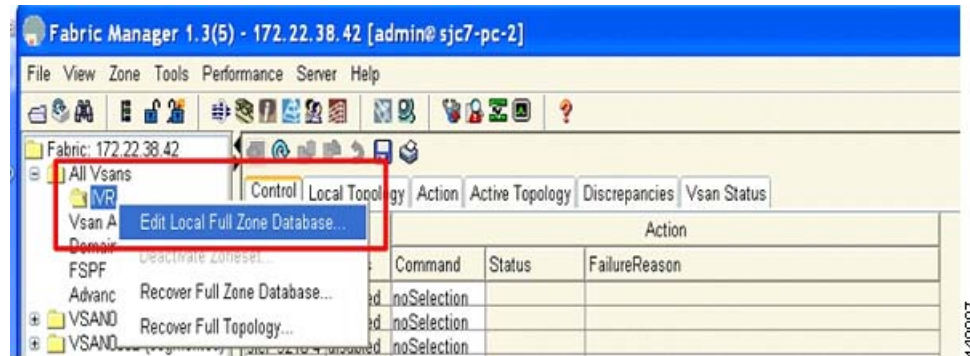 Fabric Manager 1.3(5) - 172.22.38.42 [admin@sjc7-pc-2]
File View Zone Tools Performance Server Help
Fabric: 172.22.38.42
All Vsans
Control Local Topology Action Active Topology Discrepancies Vsan Status
IVR
Edit Local Full Zone Database...
Vsan A
Action
Deactivate Zoneset...
Command Status FailureReason
FSPF
Advanc
Recover Full Zone Database...
noSelection
VSAN0
Recover Full Topology...
noSelection
disabled noSelection